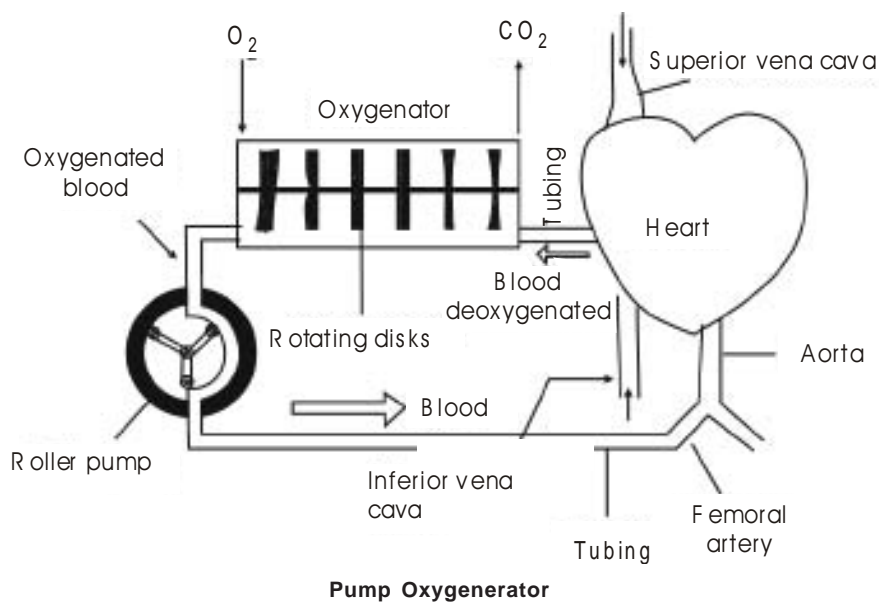 O2
CO2
Superior vena cava
Oxygenator
Oxygenated
blood
Tubing
Heart
Blood
deoxygenated
Rotating disks
Aorta
Blood
Roller pump
Inferior vena
cava
Femoral
artery
Tubing
Pump Oxygenerator